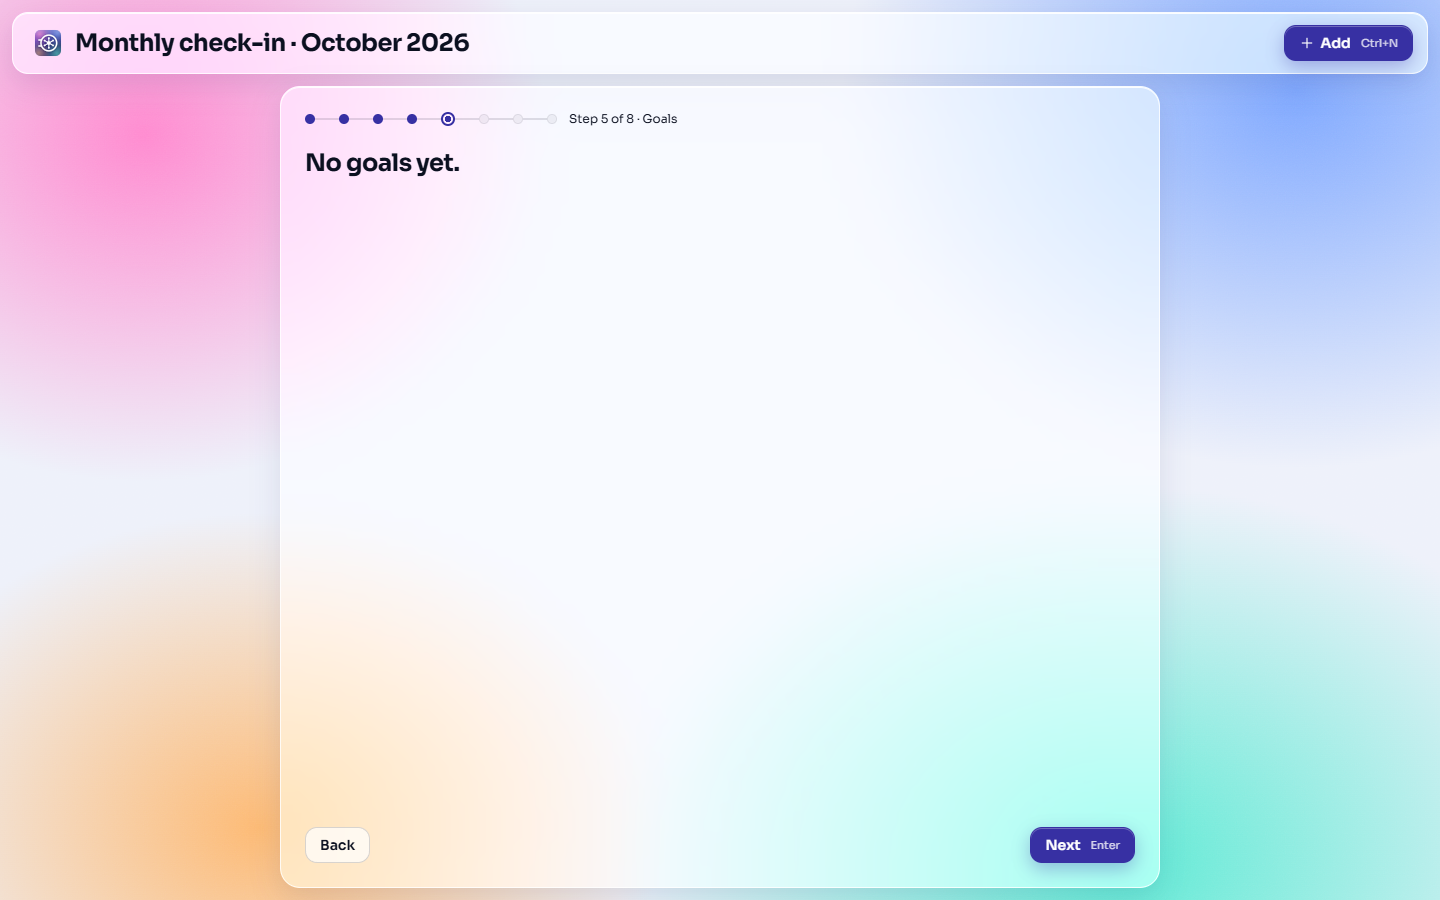 Monthly check-in · October 2026
Add Ctrl+N
Step 5 of 8 · Goals
No goals yet.
Back
Next Enter